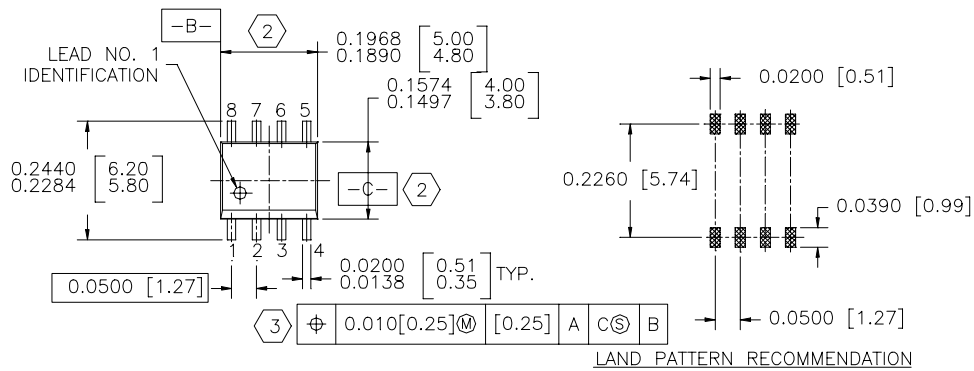 -B-
2
LEAD NO. 1
IDENTIFICATION
0.1968 [5.00]
0.1890 [4.80]
0.1574 [4.00]
0.1497 [3.80]
8 7 6 5
0.2440 [6.20]
0.2284 [5.80]
-C-
2
1 2 3 4
0.0500 [1.27]
0.0200 [0.51]
0.0138 [0.35]
TYP.
3
⌖ 0.010[0.25]Ⓜ [0.25] A CⓈ B
0.0200 [0.51]
0.2260 [5.74]
0.0390 [0.99]
0.0500 [1.27]
LAND PATTERN RECOMMENDATION